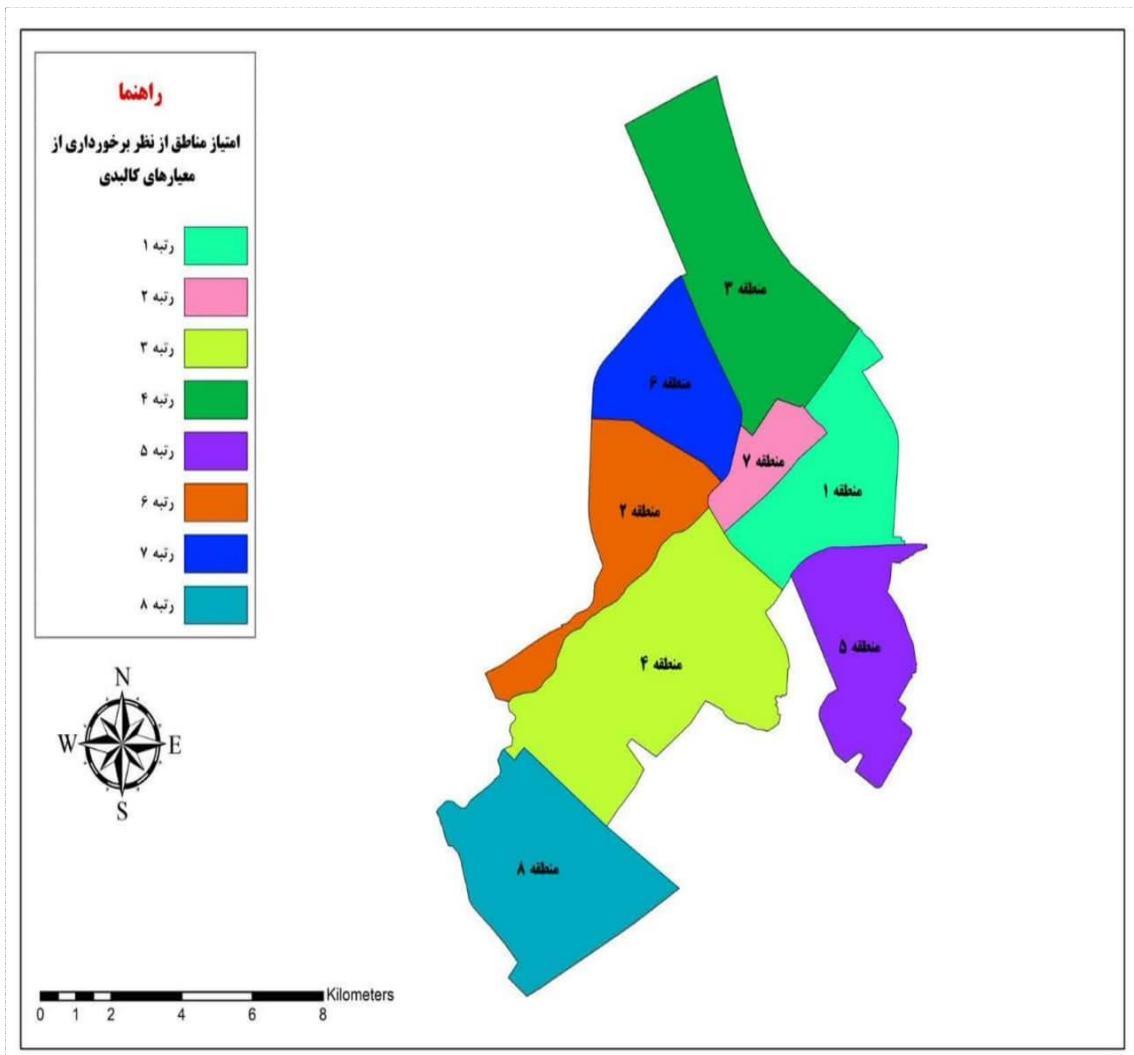 راهنما
امتیاز مناطق از نظر برخورداری از
معیارهای کالبدی
رتبه ۱
رتبه ۲
رتبه ۳
رتبه ۴
رتبه ۵
رتبه ۶
رتبه ۷
رتبه ۸
منطقه ۳
منطقه ۶
منطقه ۷
منطقه ۱
منطقه ۲
منطقه ۵
منطقه ۴
منطقه ۸
N
W E
S
Kilometers
0 1 2 4 6 8